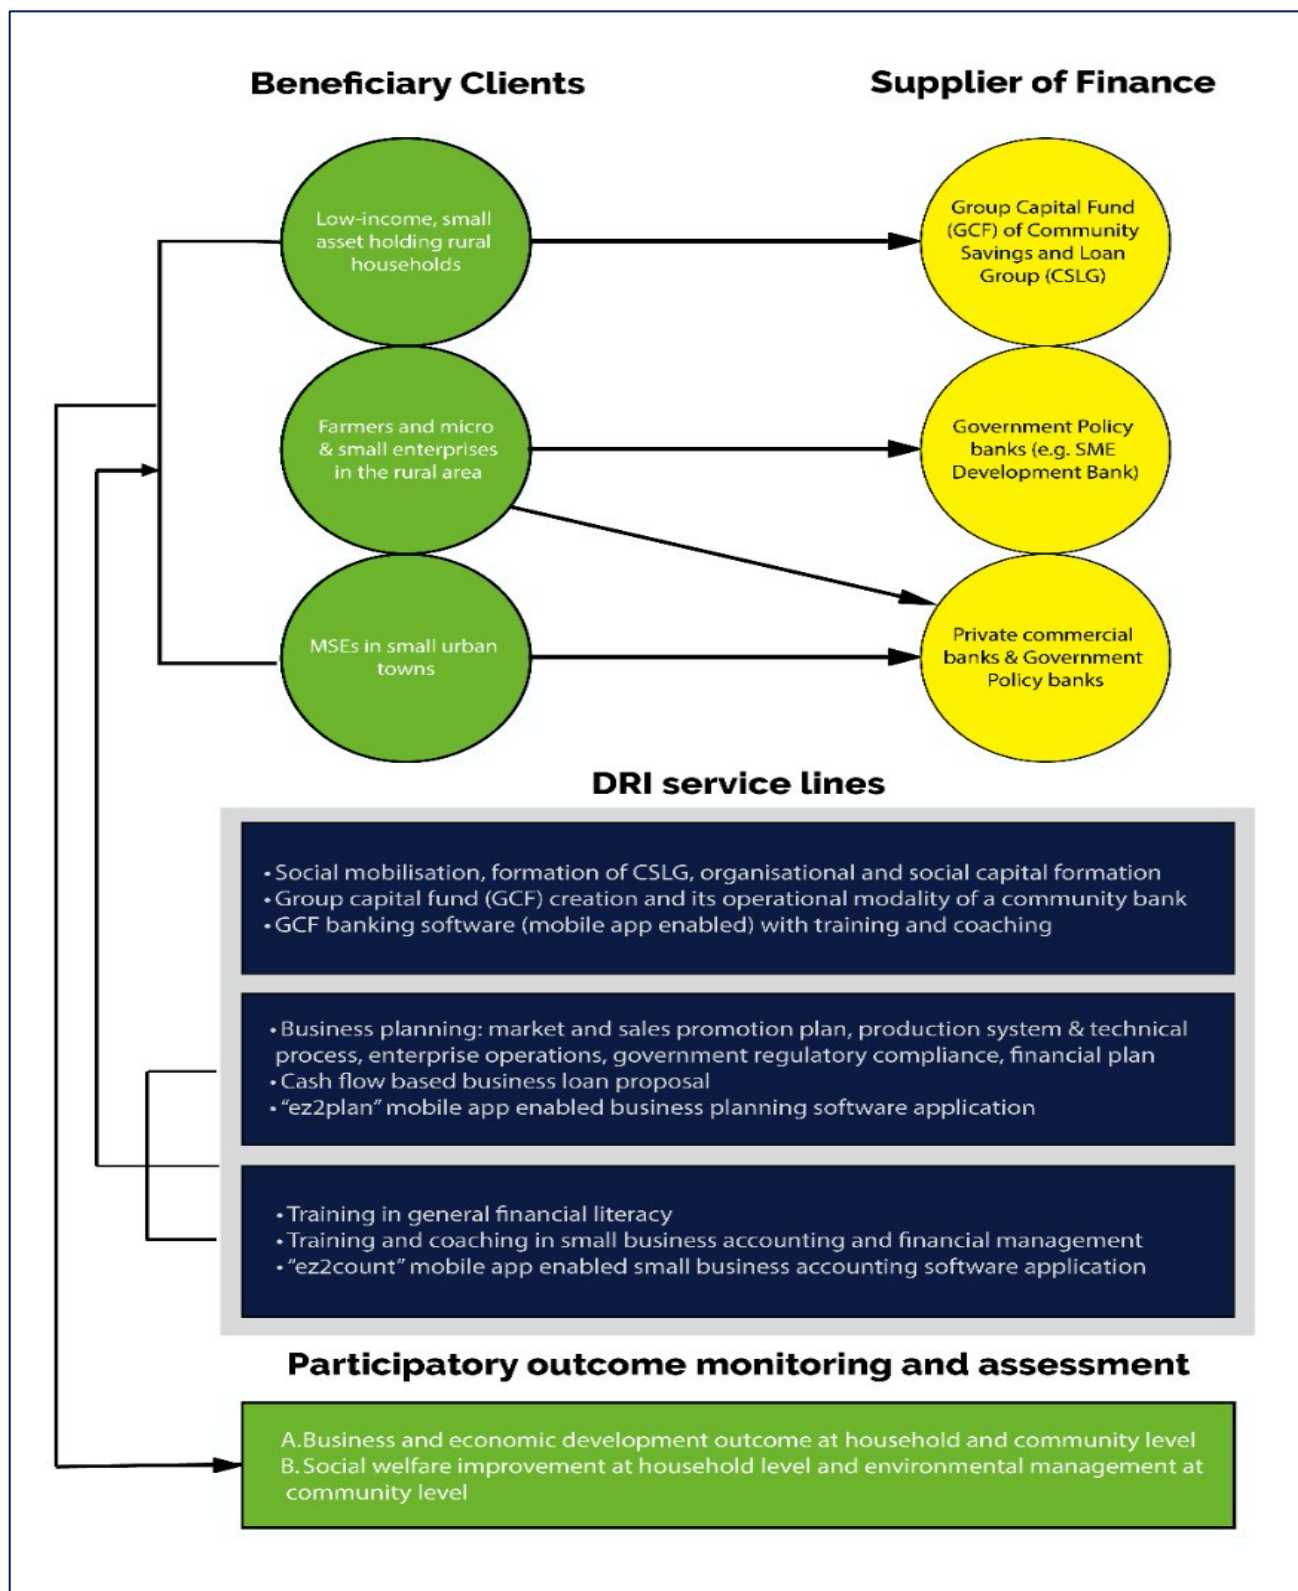 Beneficiary Clients
Supplier of Finance
Low-income, small
asset holding rural
households
Group Capital Fund
(GCF) of Community
Savings and Loan
Group (CSLG)
Farmers and micro
& small enterprises
in the rural area
Government Policy
banks (e.g. SME
Development Bank)
MSEs in small urban
towns
Private commercial
banks & Government
Policy banks
DRI service lines
• Social mobilisation, formation of CSLG, organisational and social capital formation
• Group capital fund (GCF) creation and its operational modality of a community bank
• GCF banking software (mobile app enabled) with training and coaching
• Business planning: market and sales promotion plan, production system & technical
process, enterprise operations, government regulatory compliance, financial plan
• Cash flow based business loan proposal
• “ez2plan” mobile app enabled business planning software application
• Training in general financial literacy
• Training and coaching in small business accounting and financial management
• “ez2count” mobile app enabled small business accounting software application
Participatory outcome monitoring and assessment
A.Business and economic development outcome at household and community level
B.Social welfare improvement at household level and environmental management at
community level